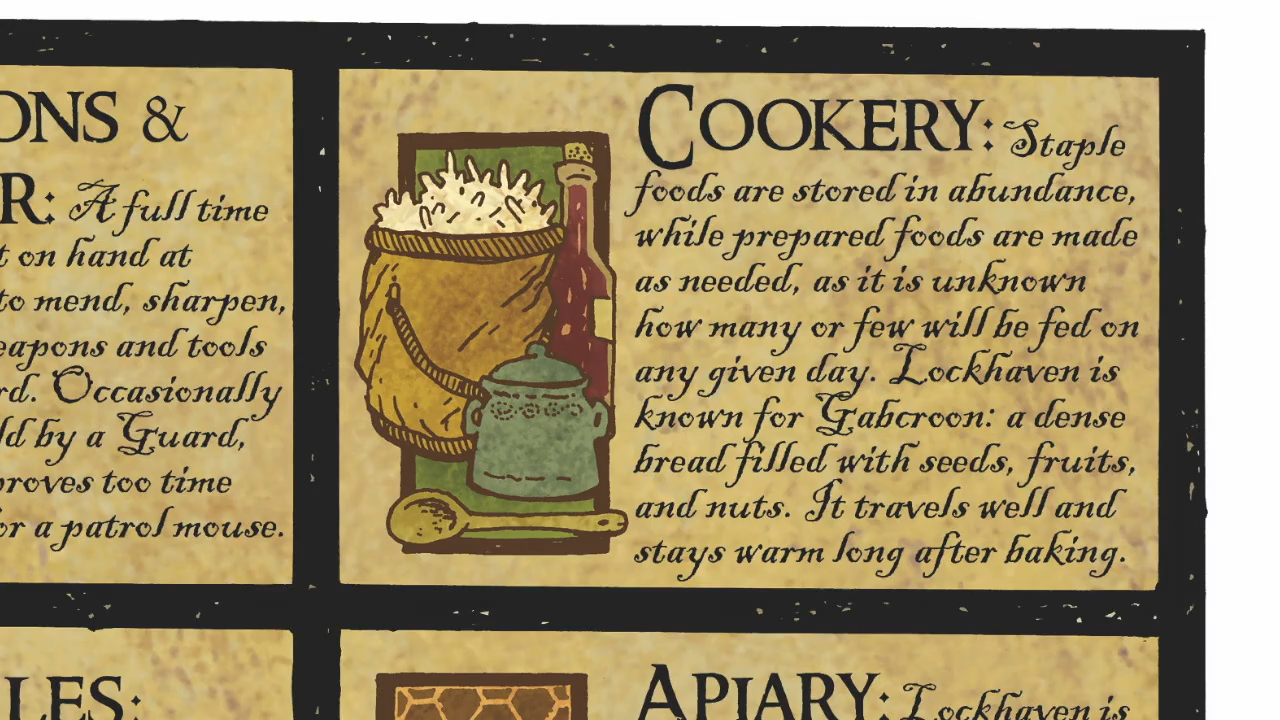 ONS &
R: A full time
t on hand at
to mend, sharpen,
eapons and tools
rd. Occasionally
ld by a Guard,
proves too time
or a patrol mouse.
COOKERY: Staple
foods are stored in abundance,
while prepared foods are made
as needed, as it is unknown
how many or few will be fed on
any given day. Lockhaven is
known for Gabcroon: a dense
bread filled with seeds, fruits,
and nuts. It travels well and
stays warm long after baking.
LES:
APIARY: Lockhaven is